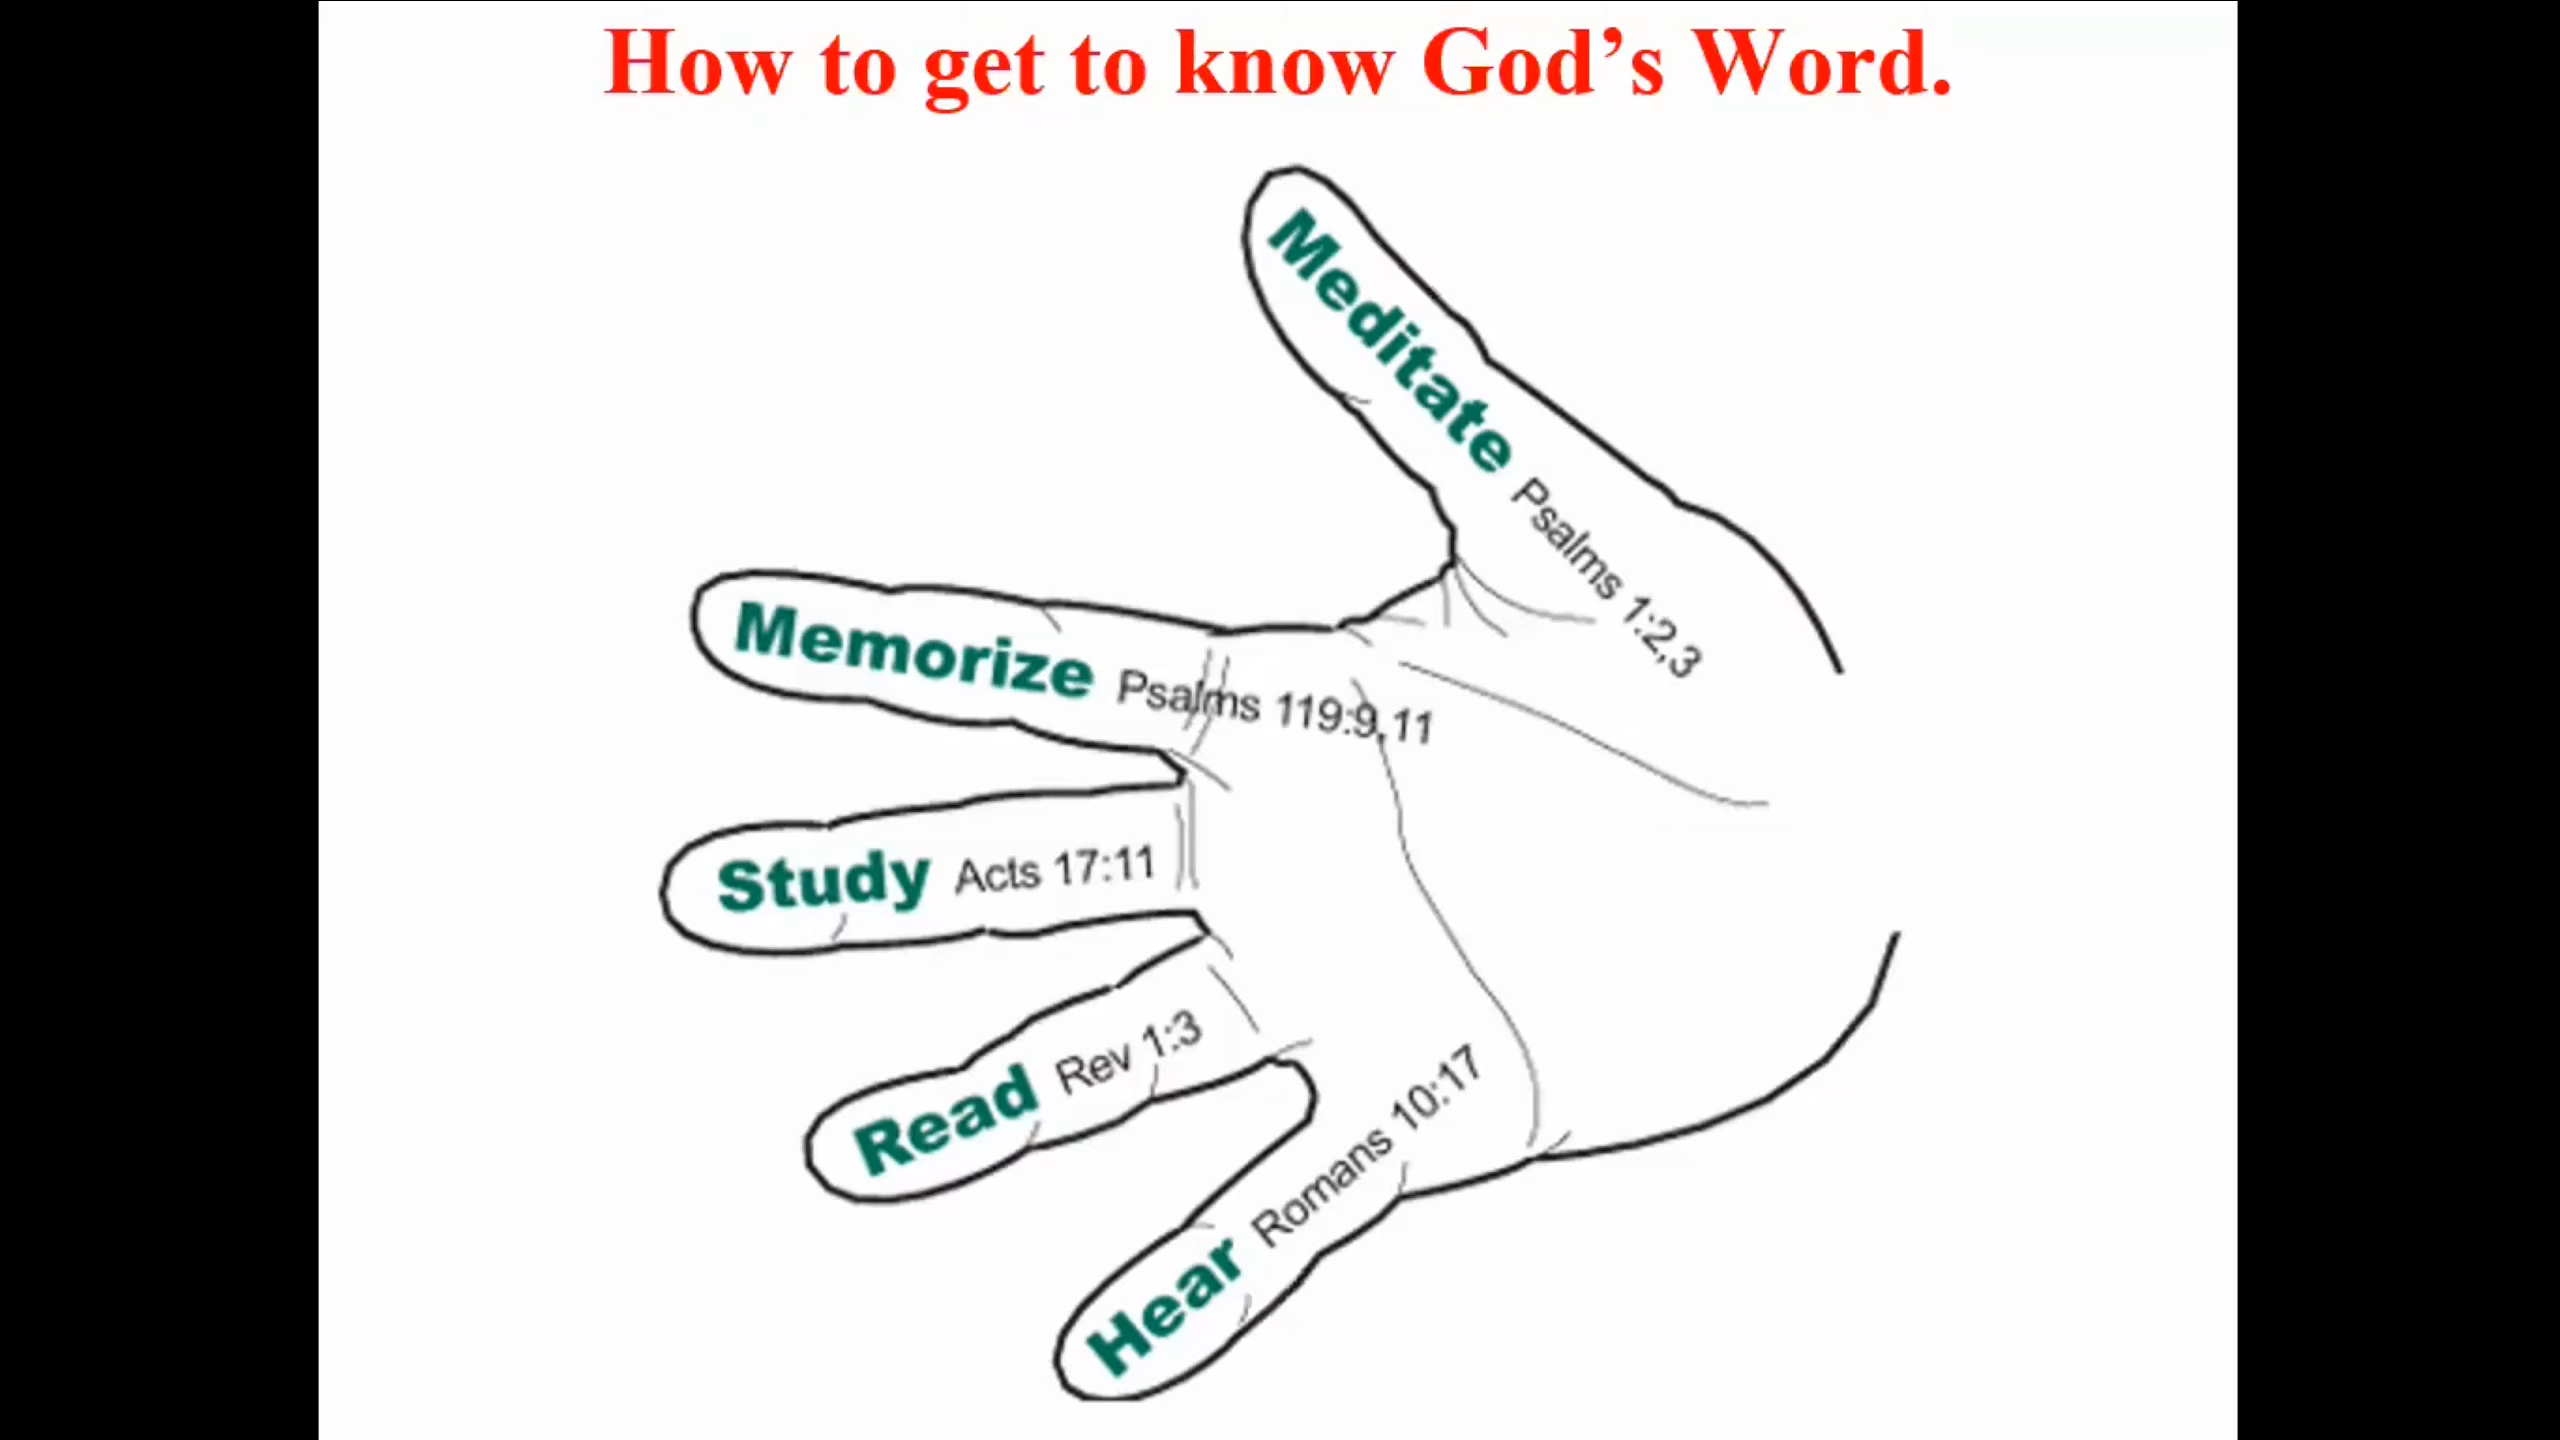 How to get to know God’s Word.
Meditate Psalms 1:2,3
Memorize Psalms 119:9,11
Study Acts 17:11
Read Rev 1:3
Hear Romans 10:17